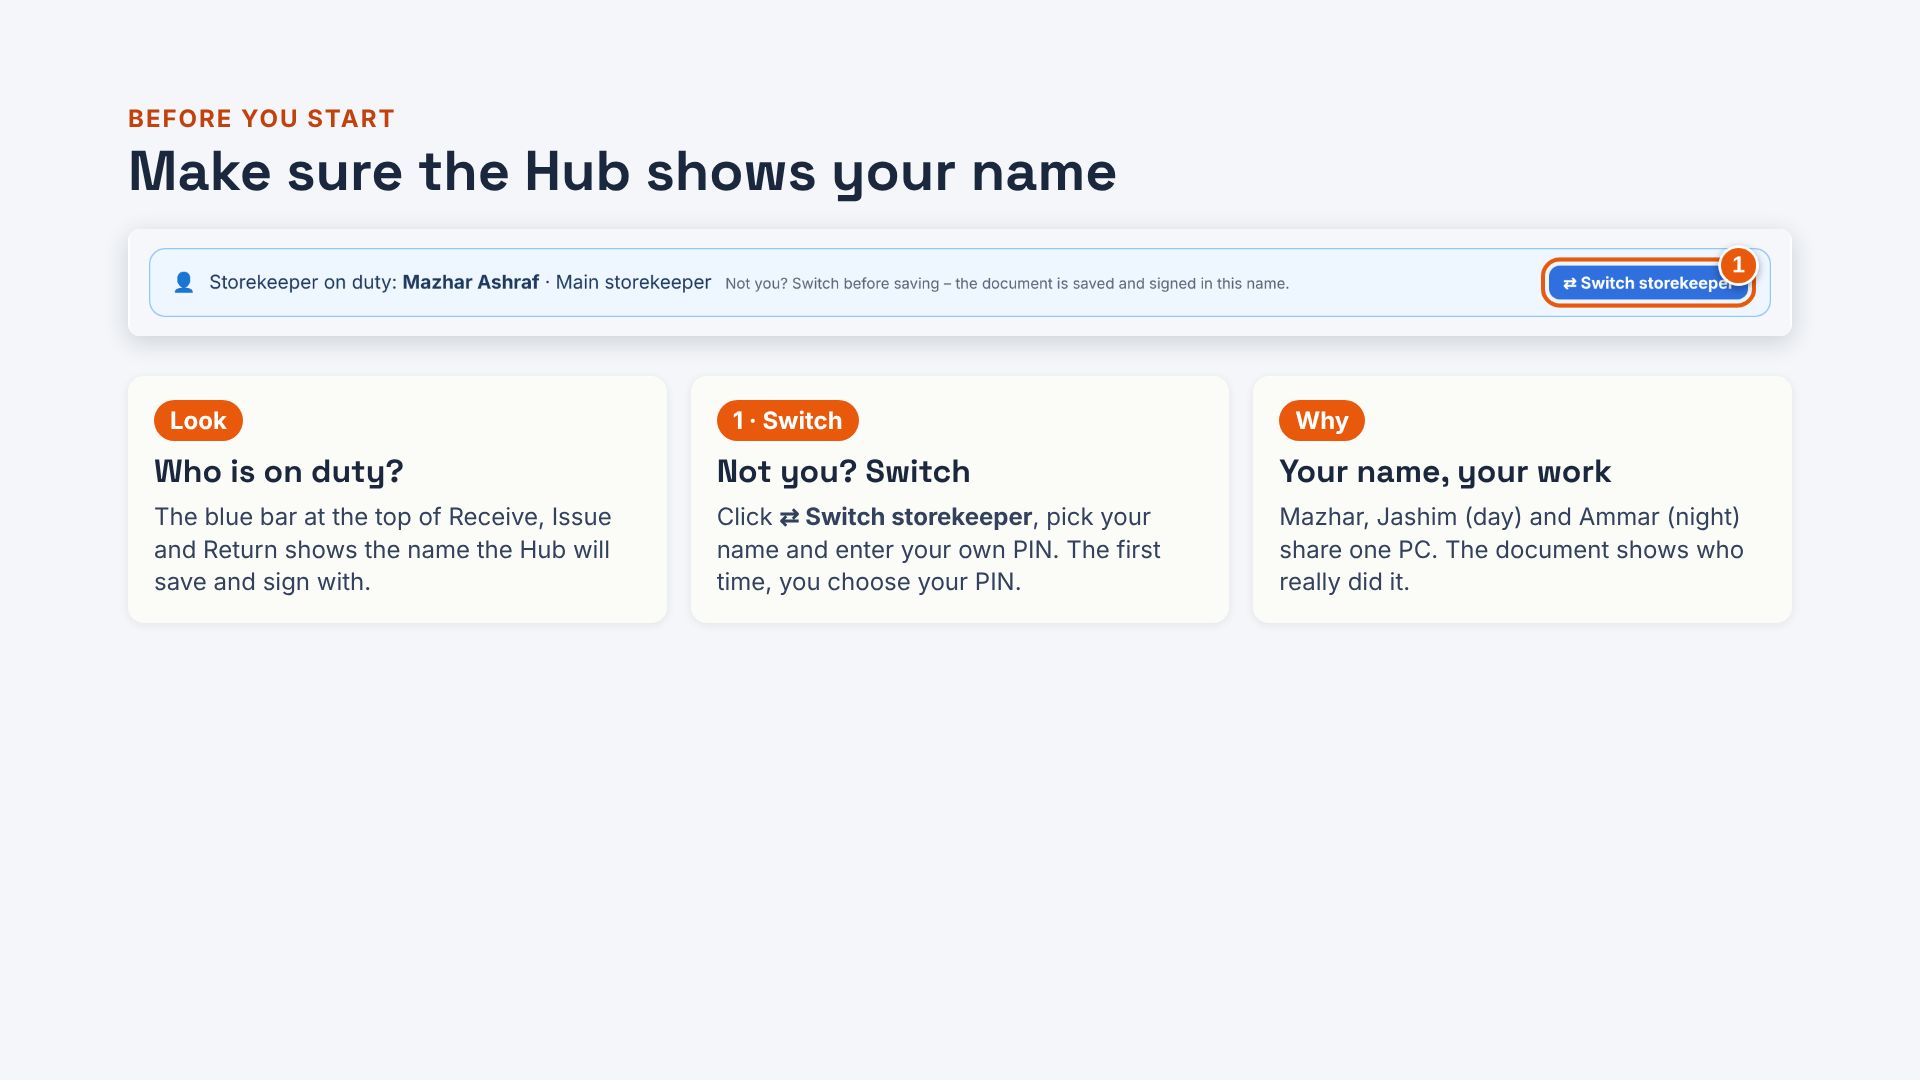 BEFORE YOU START
Make sure the Hub shows your name
👤 Storekeeper on duty: Mazhar Ashraf · Main storekeeper Not you? Switch before saving – the document is saved and signed in this name.
⇄ Switch storekeeper
1
Look
Who is on duty?
The blue bar at the top of Receive, Issue
and Return shows the name the Hub will
save and sign with.
1 · Switch
Not you? Switch
Click ⇄ Switch storekeeper, pick your
name and enter your own PIN. The first
time, you choose your PIN.
Why
Your name, your work
Mazhar, Jashim (day) and Ammar (night)
share one PC. The document shows who
really did it.